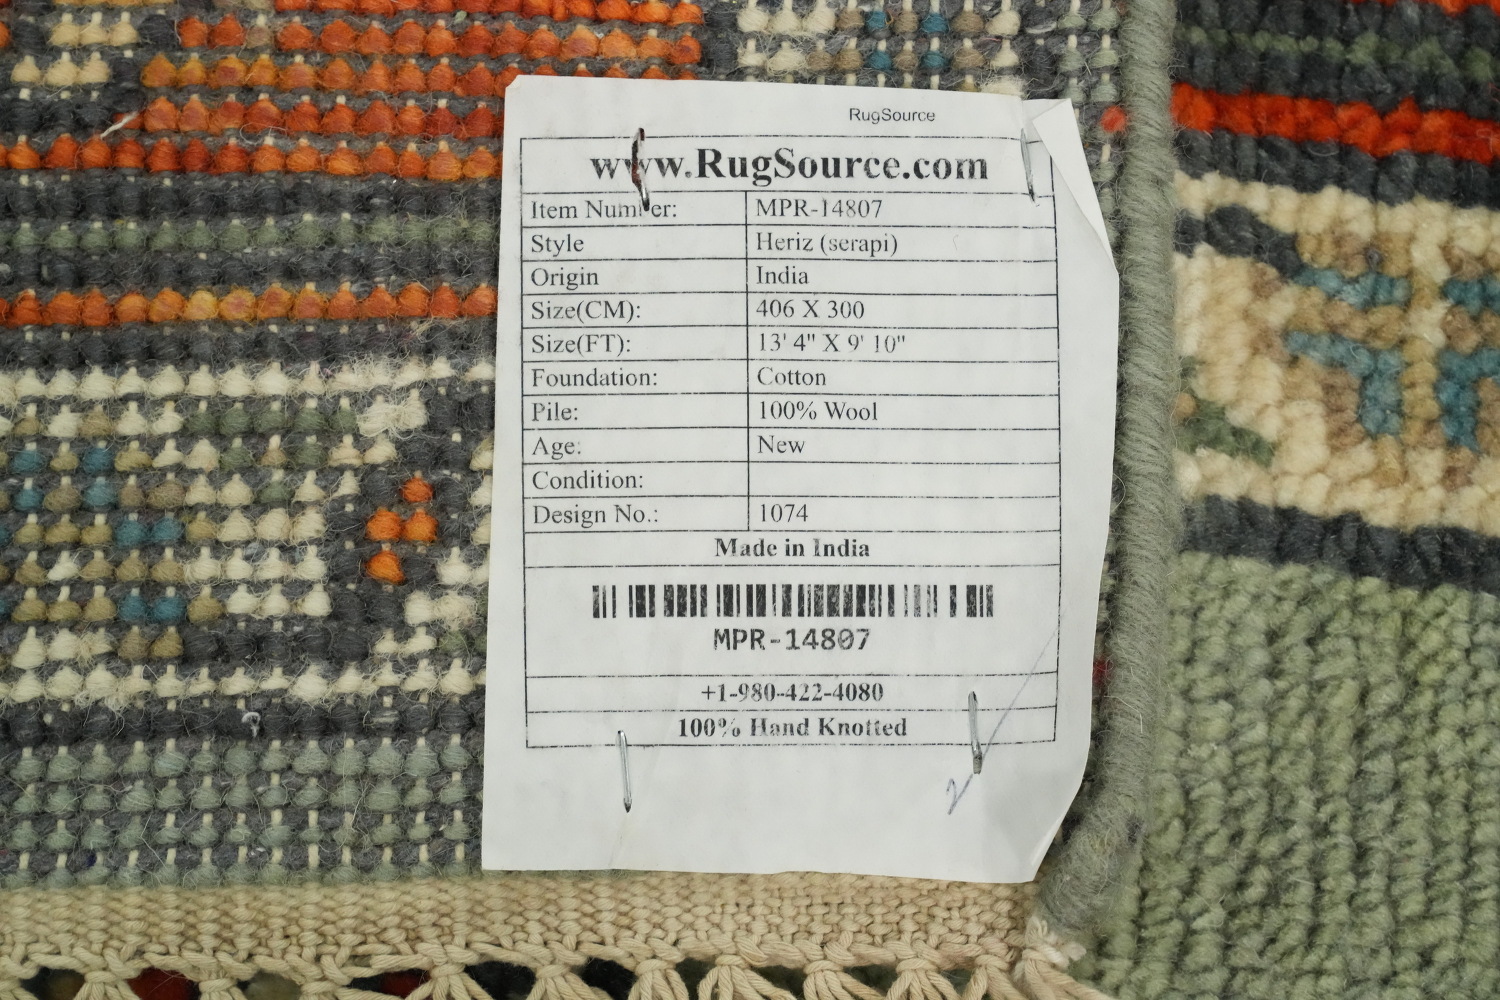 RugSource
www.RugSource.com
Item Number: MPR-14807
Style Heriz (serapi)
Origin India
Size(CM): 406 X 300
Size(FT): 13' 4" X 9' 10"
Foundation: Cotton
Pile: 100% Wool
Age: New
Condition:
Design No.: 1074
Made in India
MPR-14807
+1-980-422-4080
100% Hand Knotted
2